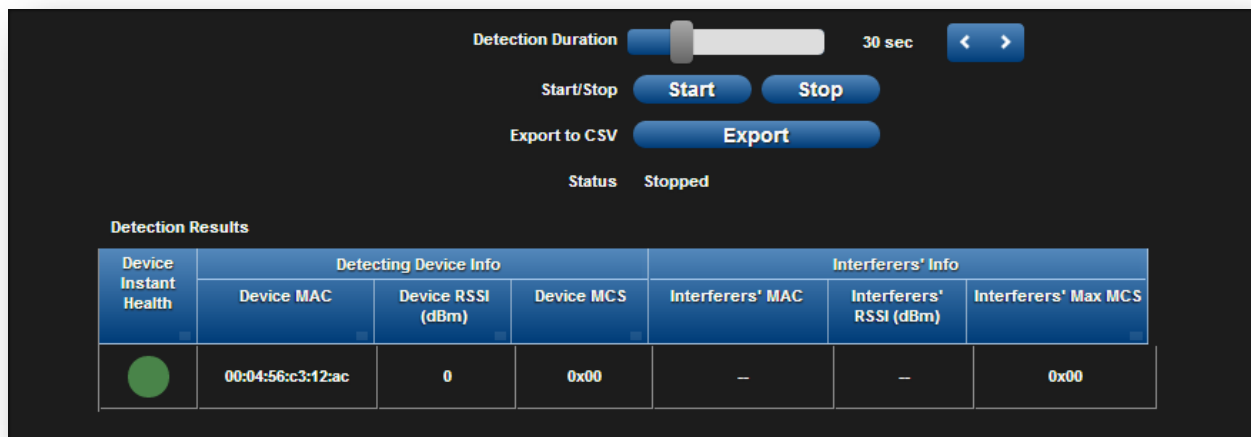 Detection Duration 30 sec < >
Start/Stop Start Stop
Export to CSV Export
Status Stopped
Detection Results
Device Instant Health Detecting Device Info Interferers' Info
Device MAC Device RSSI (dBm) Device MCS Interferers' MAC Interferers' RSSI (dBm) Interferers' Max MCS
00:04:56:c3:12:ac 0 0x00 -- -- 0x00